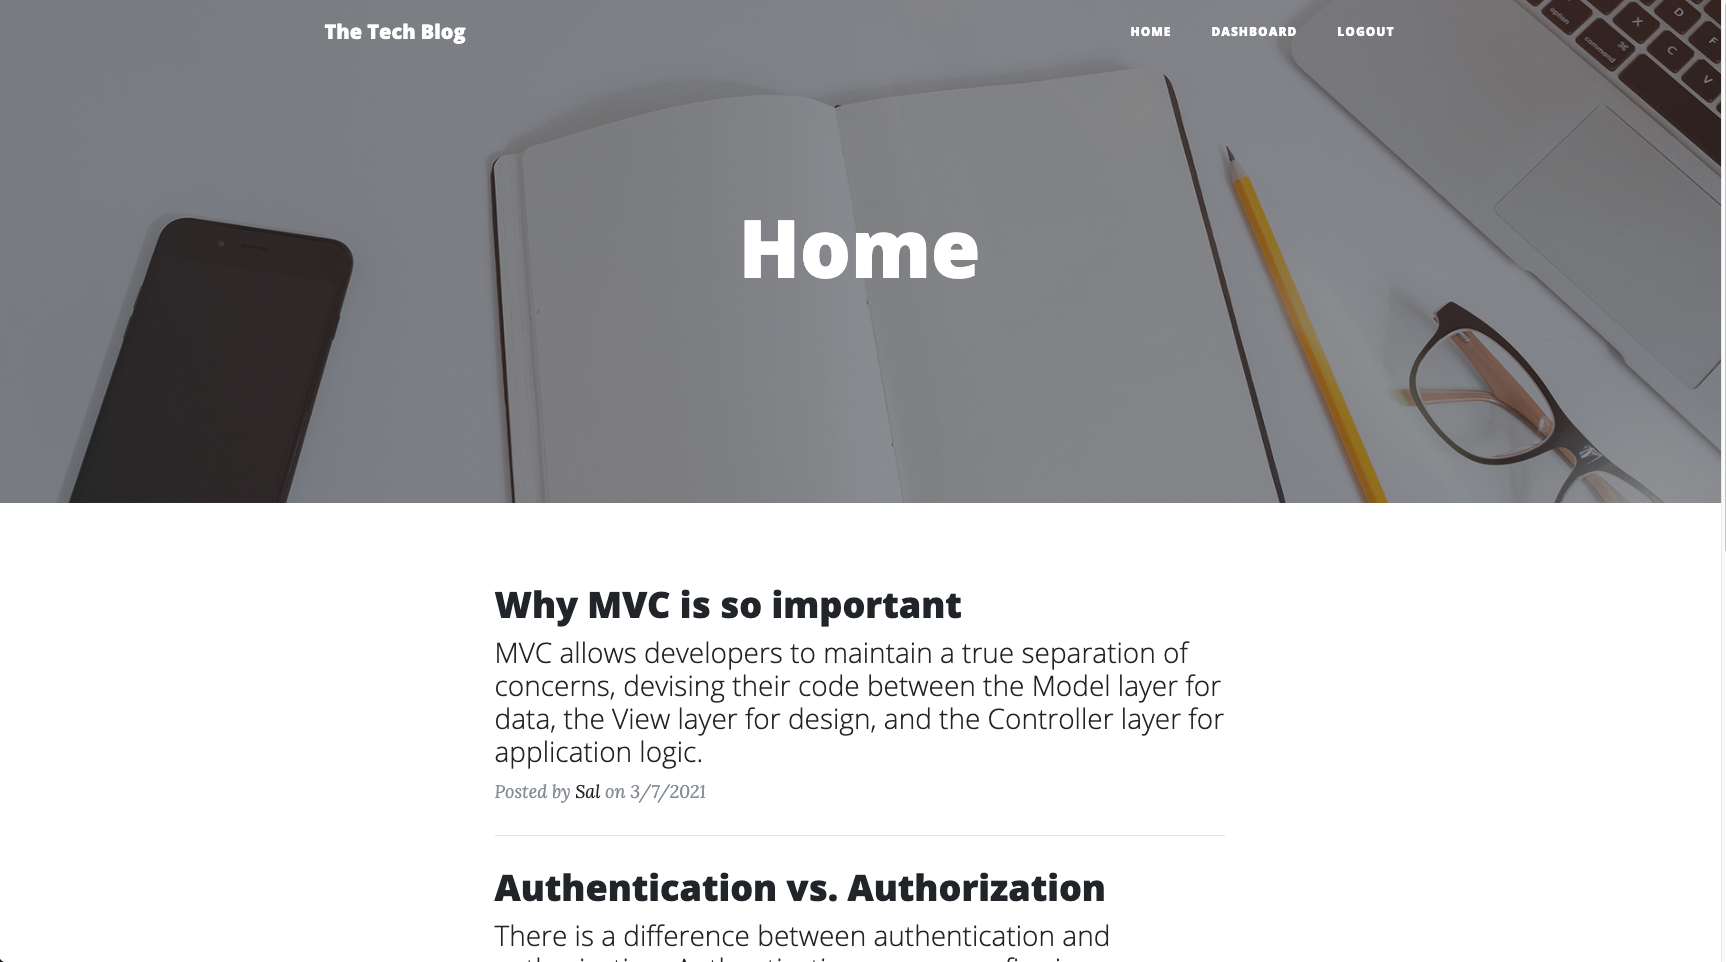 The Tech Blog
HOME DASHBOARD LOGOUT
option
command
X
D
C
F
V
Home
Why MVC is so important
MVC allows developers to maintain a true separation of
concerns, devising their code between the Model layer for
data, the View layer for design, and the Controller layer for
application logic.
Posted by Sal on 3/7/2021
Authentication vs. Authorization
There is a difference between authentication and